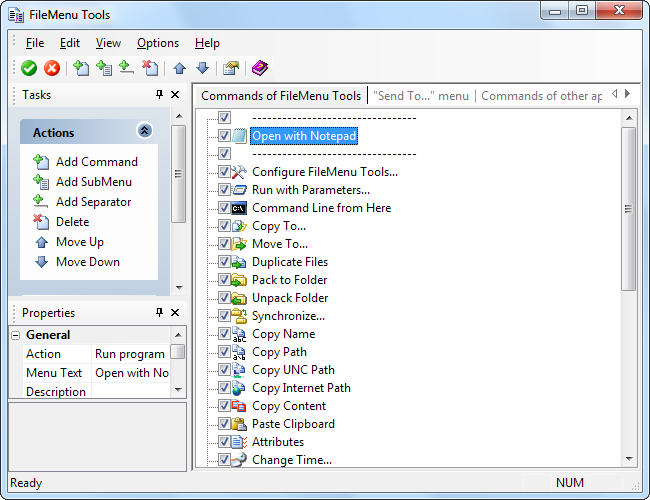 FileMenu Tools
File Edit View Options Help
Tasks
Actions
Add Command
Add SubMenu
Add Separator
Delete
Move Up
Move Down
Properties
General
Action Run program
Menu Text Open with No
Description
Commands of FileMenu Tools "Send To..." menu Commands of other ap
---------------------------------
Open with Notepad
---------------------------------
Configure FileMenu Tools...
Run with Parameters...
C:\ Command Line from Here
Copy To...
Move To...
Duplicate Files
Pack to Folder
Unpack Folder
Synchronize...
Copy Name
Copy Path
Copy UNC Path
Copy Internet Path
Copy Content
Paste Clipboard
Attributes
Change Time...
Ready NUM